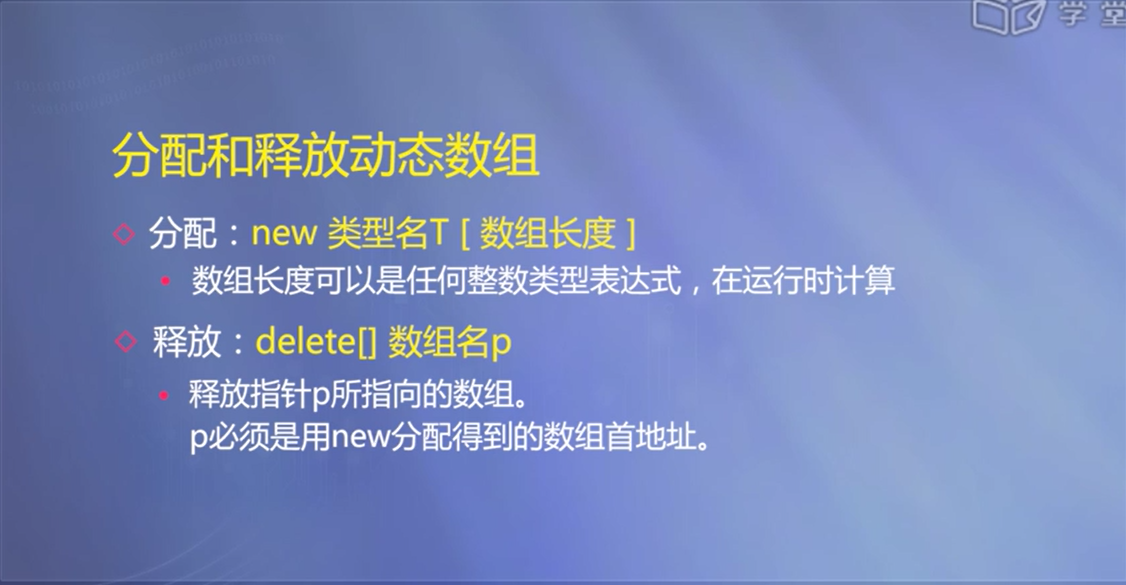 学堂
分配和释放动态数组
分配：new 类型名T [ 数组长度 ]
数组长度可以是任何整数类型表达式，在运行时计算
释放：delete[] 数组名p
释放指针p所指向的数组。
p必须是用new分配得到的数组首地址。